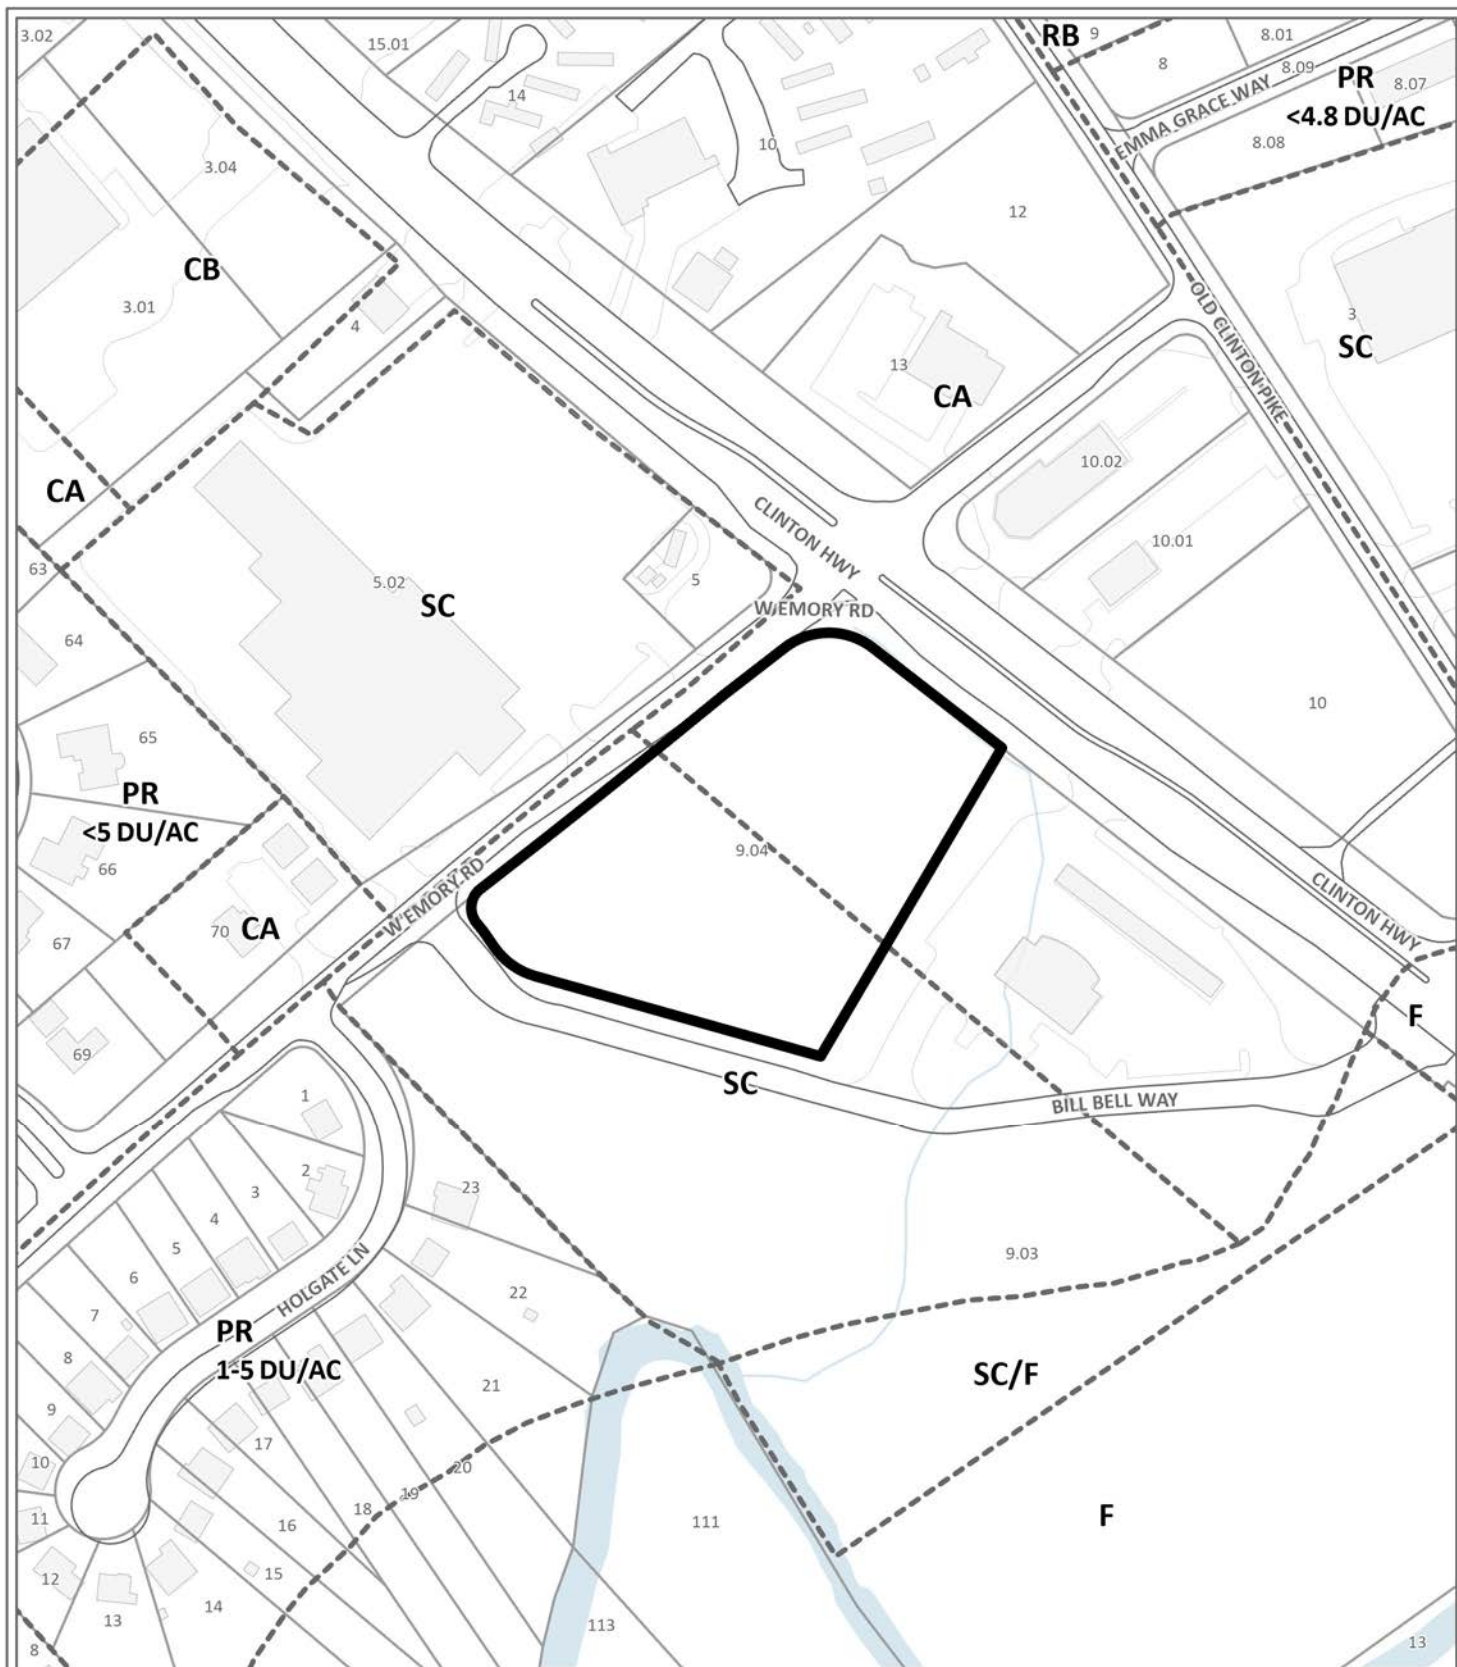 3.02
15.01
RB
9
8.01
8
8.09
PR
8.07
<4.8 DU/AC
14
EMMA GRACE WAY
10
8.08
3.04
12
CB
3.01
4
OLD CLINTON PIKE
3
SC
13
CA
10.02
CA
CLINTON HWY
10.01
63
5.02
SC
5
W EMORY RD
64
10
65
PR
<5 DU/AC
66
9.04
W EMORY RD
CLINTON HWY
70
CA
67
F
69
SC
1
BILL BELL WAY
2
23
3
4
5
6
7
9.03
HOLGATE LN
22
PR
8
1-5 DU/AC
SC/F
21
9
17
10
20
19
18
11
16
111
F
15
12
14
13
113
8
13